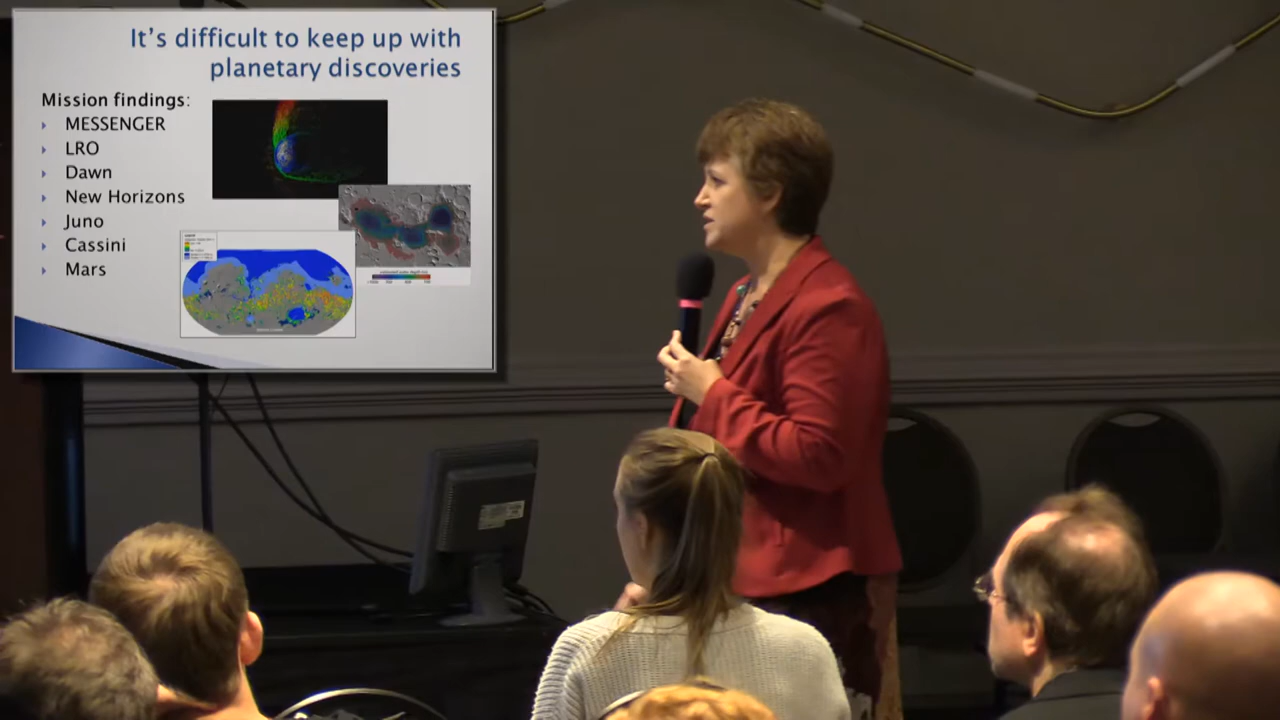 It's difficult to keep up with
planetary discoveries
Mission findings:
MESSENGER
LRO
Dawn
New Horizons
Juno
Cassini
Mars